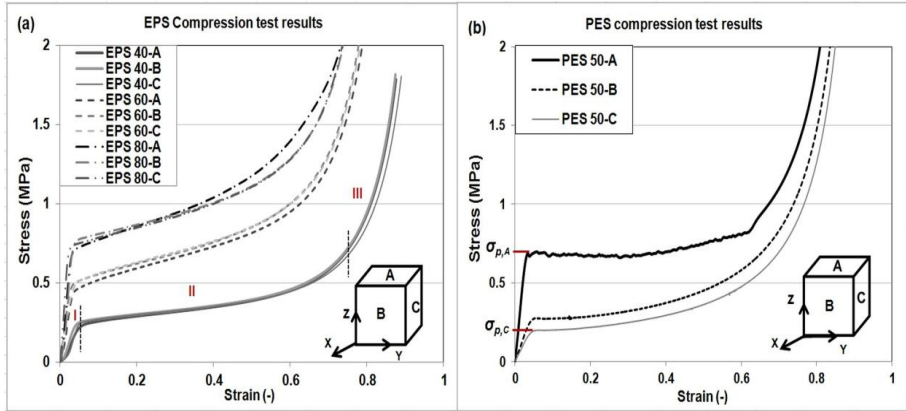 (a) EPS Compression test results
2
1.5
1
0.5
0
Stress (MPa)
EPS 40-A
EPS 40-B
EPS 40-C
EPS 60-A
EPS 60-B
EPS 60-C
EPS 80-A
EPS 80-B
EPS 80-C
I
II
III
A
B
C
Z
X
Y
0 0.2 0.4 0.6 0.8 1
Strain (-)
(b) PES compression test results
2
1.5
1
0.5
0
Stress (MPa)
PES 50-A
PES 50-B
PES 50-C
σp,A
σp,C
A
B
C
Z
X
Y
0 0.2 0.4 0.6 0.8 1
Strain (-)